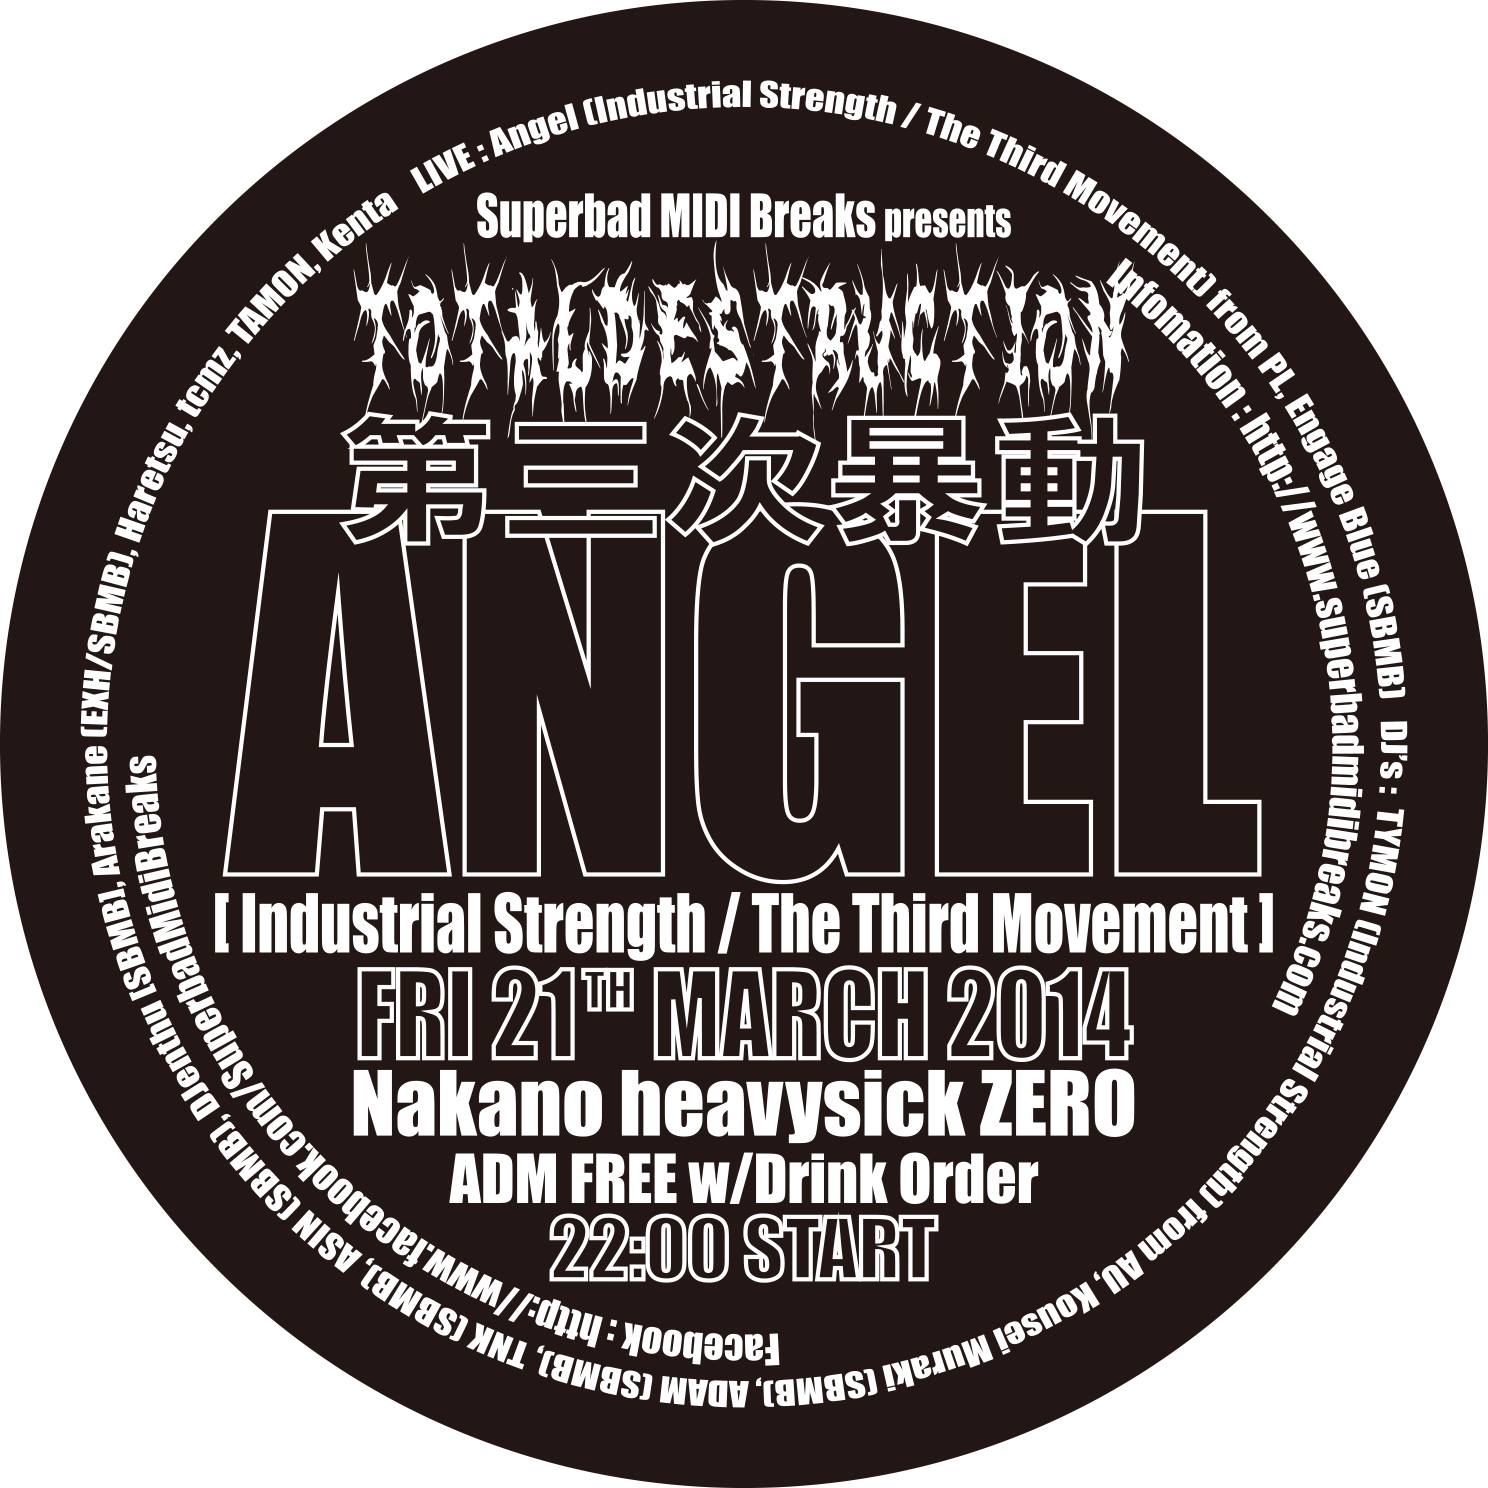 LIVE : Angel (Industrial Strength / The Third Movement) from PL, Engage Blue (SBMB) DJ's : TYMON (Industrial Strength) from AU, Kousei Muraki (SBMB), ADAM (SBMB), TNK (SBMB), ASIN (SBMB), DJenthu (SBMB), Arakane (EXH/SBMB), Haretsu, tcmz, TAMON, Kenta
Superbad MIDI Breaks presents
TOTALDESTRUCTION
第三次暴動
ANGEL
[ Industrial Strength / The Third Movement ]
FRI 21TH MARCH 2014
Nakano heavysick ZERO
ADM FREE w/Drink Order
22:00 START
Infomation : http://www.superbadmidibreaks.com
Facebook : http://www.facebook.com/SuperbadMidiBreaks